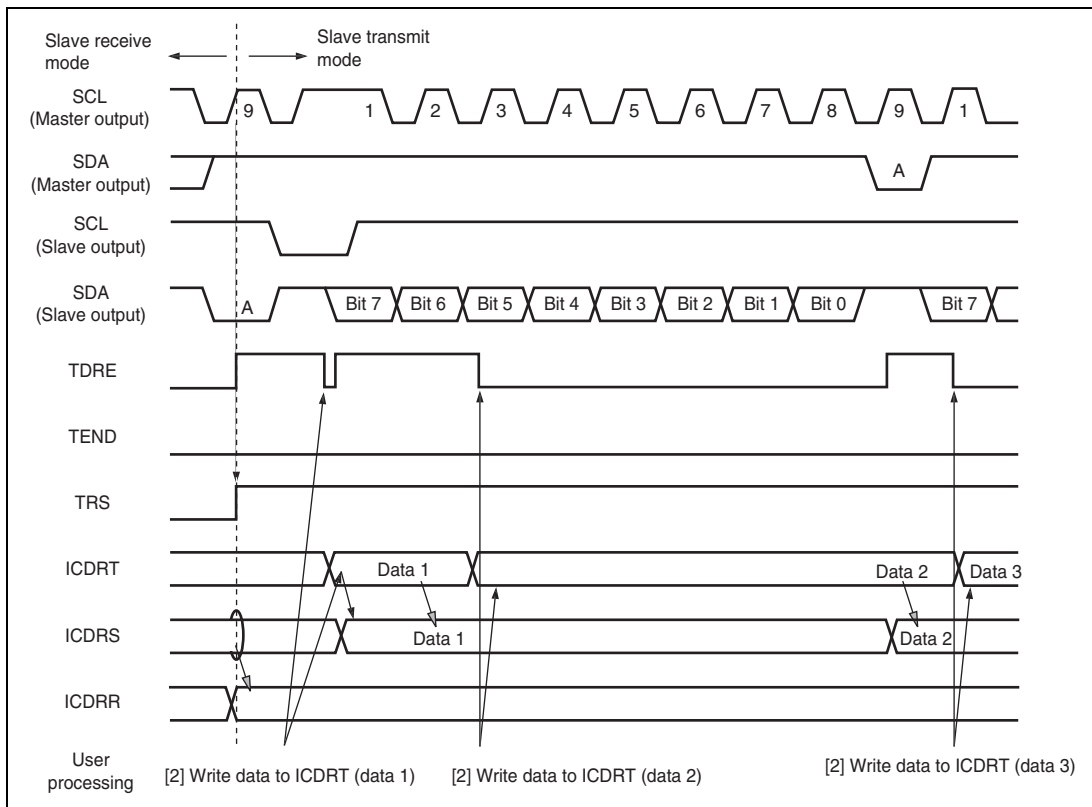 Slave receive
mode
Slave transmit
mode
SCL
(Master output)
9 1 2 3 4 5 6 7 8 9 1
SDA
(Master output)
A
SCL
(Slave output)
SDA
(Slave output)
A Bit 7 Bit 6 Bit 5 Bit 4 Bit 3 Bit 2 Bit 1 Bit 0 Bit 7
TDRE
TEND
TRS
ICDRT
Data 1 Data 2 Data 3
ICDRS
Data 1 Data 2
ICDRR
User
processing
[2] Write data to ICDRT (data 1) [2] Write data to ICDRT (data 2) [2] Write data to ICDRT (data 3)